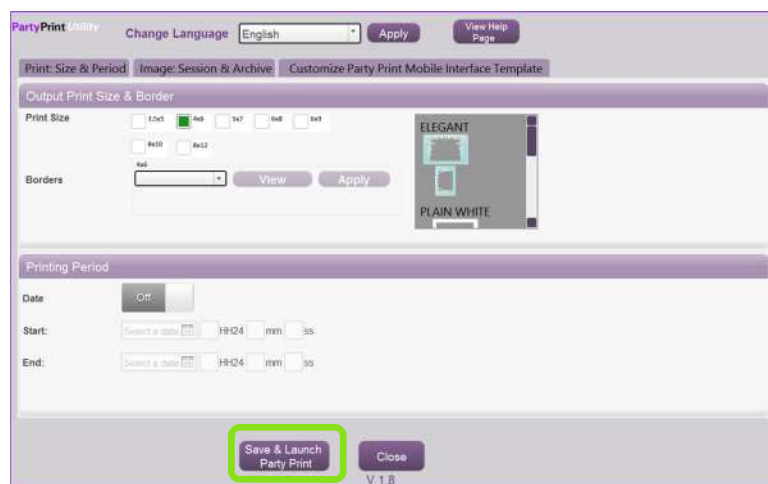 PartyPrint Utility
Change Language English Apply View Help Page
Print: Size & Period Image: Session & Archive Customize Party Print Mobile Interface Template
Output Print Size & Border
Print Size 3.5x5 4x6 5x7 6x8 8x8
8x10 8x12
4x6
Borders View Apply
ELEGANT
PLAIN WHITE
Printing Period
Date Off
Start: Select a date HH24 mm ss
End: Select a date HH24 mm ss
Save & Launch
Party Print
Close
V 1.8